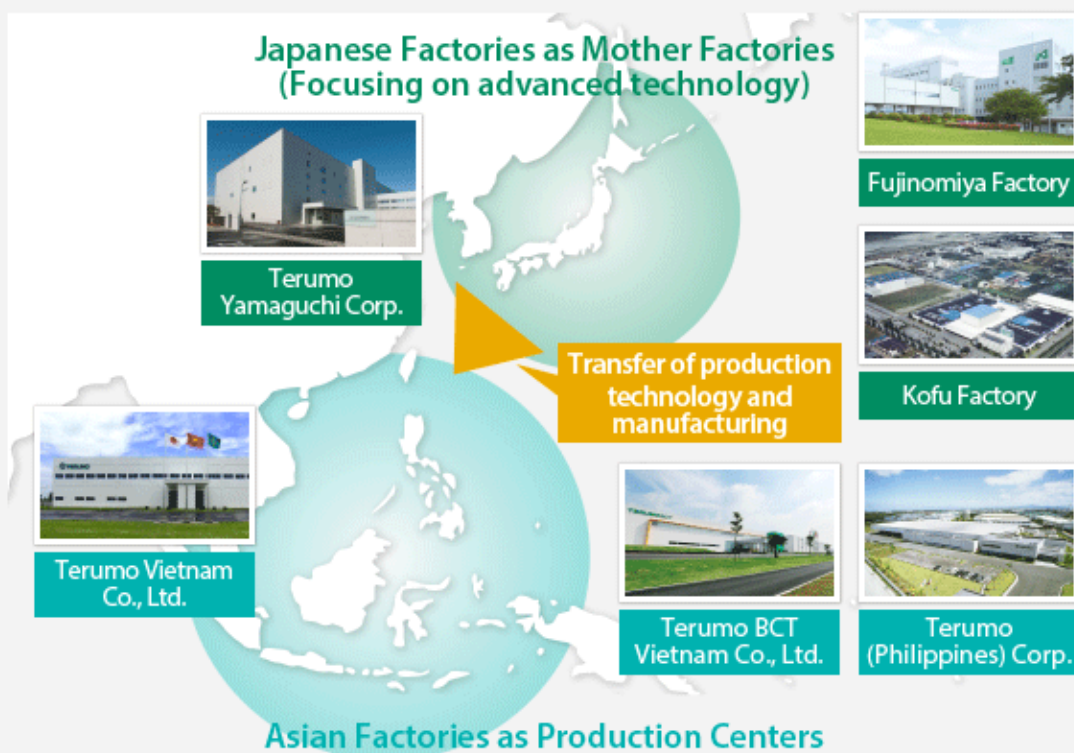 Japanese Factories as Mother Factories
(Focusing on advanced technology)
Fujinomiya Factory
Terumo
Yamaguchi Corp.
Kofu Factory
Transfer of production
technology and
manufacturing
TERUMO
Terumo Vietnam
Co., Ltd.
Terumo BCT
Vietnam Co., Ltd.
Terumo
(Philippines) Corp.
Asian Factories as Production Centers